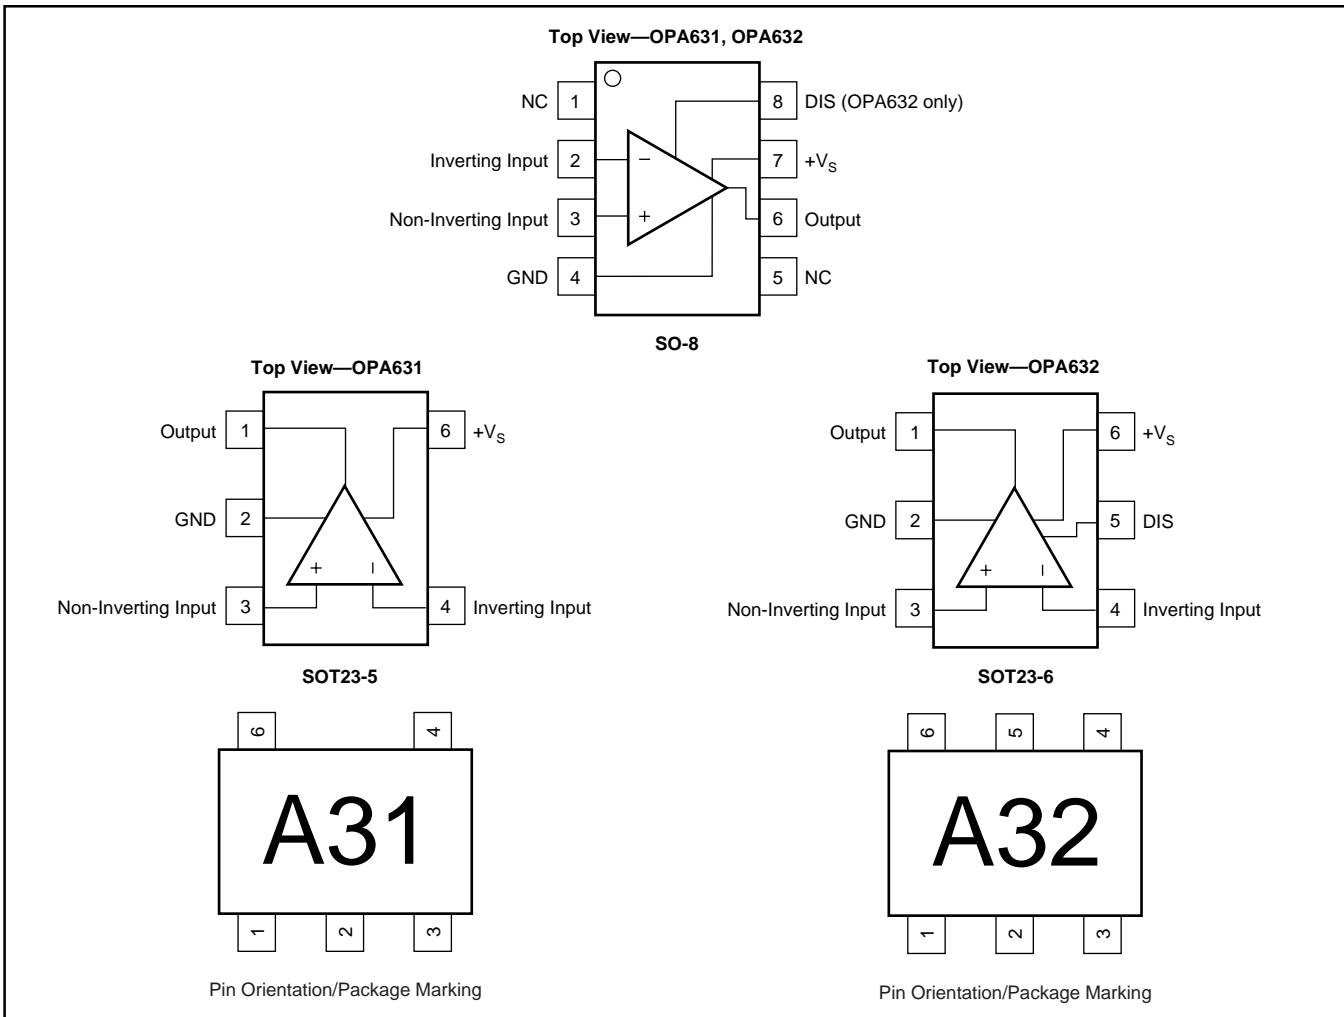 Top View—OPA631, OPA632
NC 1 8 DIS (OPA632 only)
Inverting Input 2 − 7 +VS
Non-Inverting Input 3 + 6 Output
GND 4 5 NC
SO-8
Top View—OPA631
Output 1 6 +VS
GND 2
+ −
Non-Inverting Input 3 4 Inverting Input
SOT23-5
Top View—OPA632
Output 1 6 +VS
GND 2 5 DIS
+ −
Non-Inverting Input 3 4 Inverting Input
SOT23-6
6 4
A31
1 2 3
Pin Orientation/Package Marking
6 5 4
A32
1 2 3
Pin Orientation/Package Marking